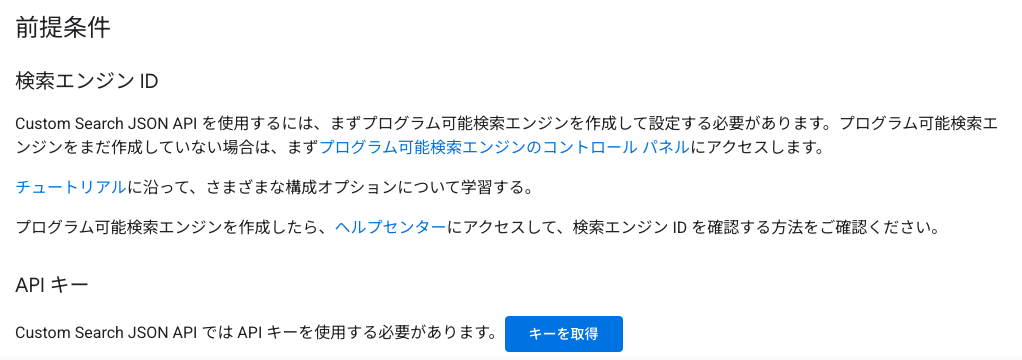 前提条件
検索エンジン ID
Custom Search JSON API を使用するには、まずプログラム可能検索エンジンを作成して設定する必要があります。プログラム可能検索エ
ンジンをまだ作成していない場合は、まずプログラム可能検索エンジンのコントロール パネルにアクセスします。
チュートリアルに沿って、さまざまな構成オプションについて学習する。
プログラム可能検索エンジンを作成したら、ヘルプセンターにアクセスして、検索エンジン ID を確認する方法をご確認ください。
API キー
Custom Search JSON API では API キーを使用する必要があります。 キーを取得